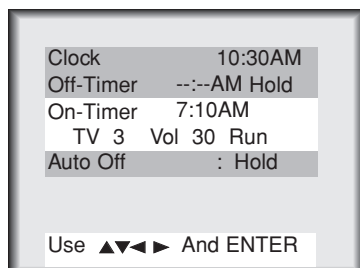 Clock 10:30AM
Off-Timer --:--AM Hold
On-Timer 7:10AM
TV 3 Vol 30 Run
Auto Off : Hold
Use ▲▼◄ ► And ENTER